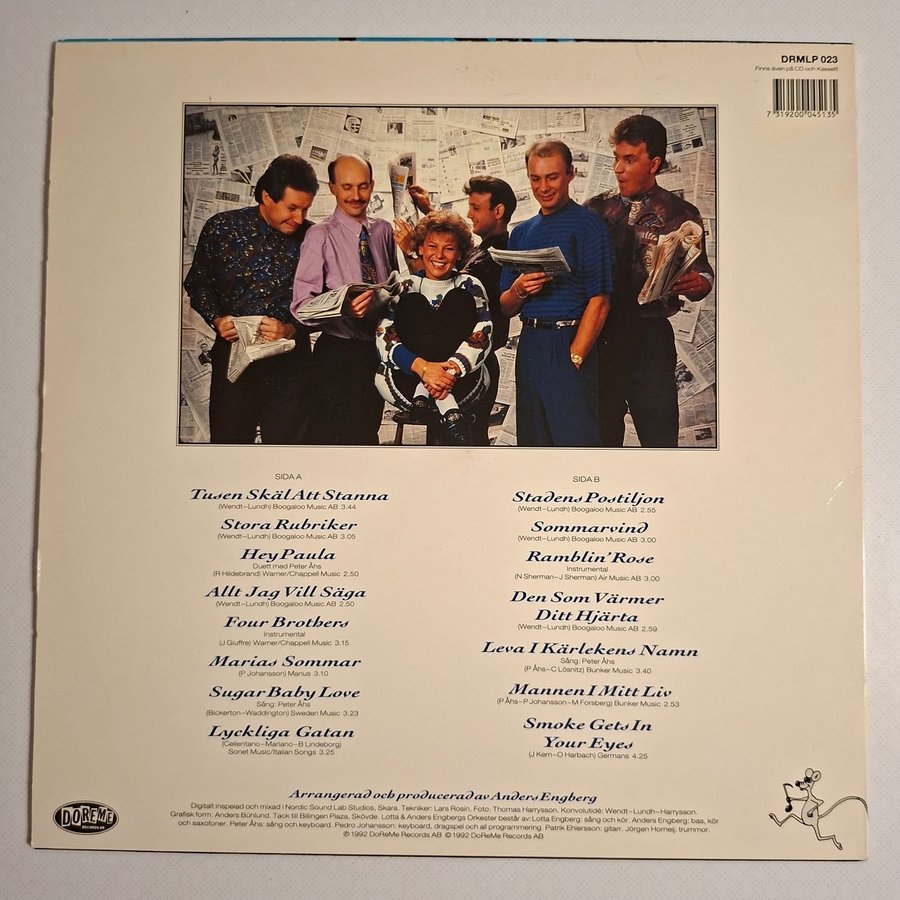 DRMLP 023
Finns även på CD och Kassett
7 319200 045135
SIDA A
Tusen Skäl Att Stanna
(Wendt–Lundh) Boogaloo Music AB 3.44
Stora Rubriker
(Wendt–Lundh) Boogaloo Music AB 3.05
Hey Paula
Duett med Peter Åhs
(R Hildebrand) Warner/Chappell Music 2.50
Allt Jag Vill Säga
(Wendt–Lundh) Boogaloo Music AB 2.50
Four Brothers
Instrumental
(J Giuffre) Warner/Chappell Music 3.15
Marias Sommar
(P Johansson) Manus 3.10
Sugar Baby Love
Sång: Peter Åhs
(Bickerton–Waddington) Sweden Music 3.23
Lyckliga Gatan
(Celentano–Mariano–B Lindeborg)
Sonet Music/Italian Songs 3.25
SIDA B
Stadens Postiljon
(Wendt–Lundh) Boogaloo Music AB 2.55
Sommarvind
(Wendt–Lundh) Boogaloo Music AB 3.00
Ramblin' Rose
Instrumental
(N Sherman–J Sherman) Air Music AB 3.00
Den Som Värmer
Ditt Hjärta
(Wendt–Lundh) Boogaloo Music AB 2.59
Leva I Kärlekens Namn
Sång: Peter Åhs
(P Åhs–C Lösnitz) Bunker Music 3.40
Mannen I Mitt Liv
(P Åhs–P Johansson–M Forsberg) Bunker Music 2.53
Smoke Gets In
Your Eyes
(J Kern–O Harbach) Gehrmans 4.25
Arrangerad och producerad av Anders Engberg
Digitalt inspelad och mixad i Nordic Sound Lab Studios, Skara. Tekniker: Lars Rosin. Foto: Thomas Harrysson. Konvolutidé: Wendt–Lundh–Harrysson.
Grafisk form: Anders Bühlund. Tack till Billingen Plaza, Skövde. Lotta & Anders Engbergs Orkester består av: Lotta Engberg: sång och kör. Anders Engberg: bas, kör
och saxofoner. Peter Åhs: sång och keyboard. Pedro Johansson: keyboard, dragspel och all programmering. Patrik Ehlersson: gitarr. Jörgen Horneij: trummor.
℗ 1992 DoReMe Records AB © 1992 DoReMe Records AB
DOREME
RECORDS AB